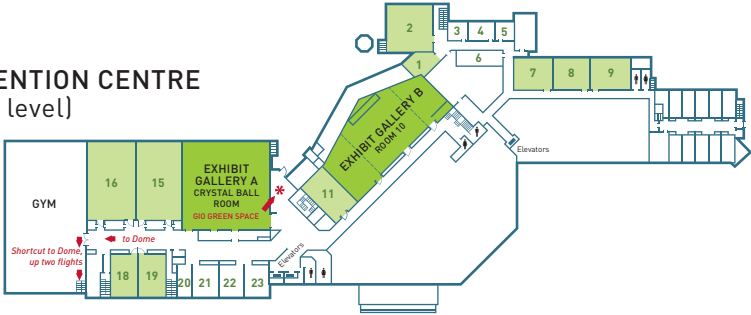 ENTION CENTRE
level)
2
3
4
5
1
6
7
8
9
EXHIBIT GALLERY B
ROOM 10
Elevators
GYM
16
15
EXHIBIT
GALLERY A
CRYSTAL BALL
ROOM
GIO GREEN SPACE
*
11
to Dome
Shortcut to Dome,
up two flights
18
19
20
21
22
23
Elevators